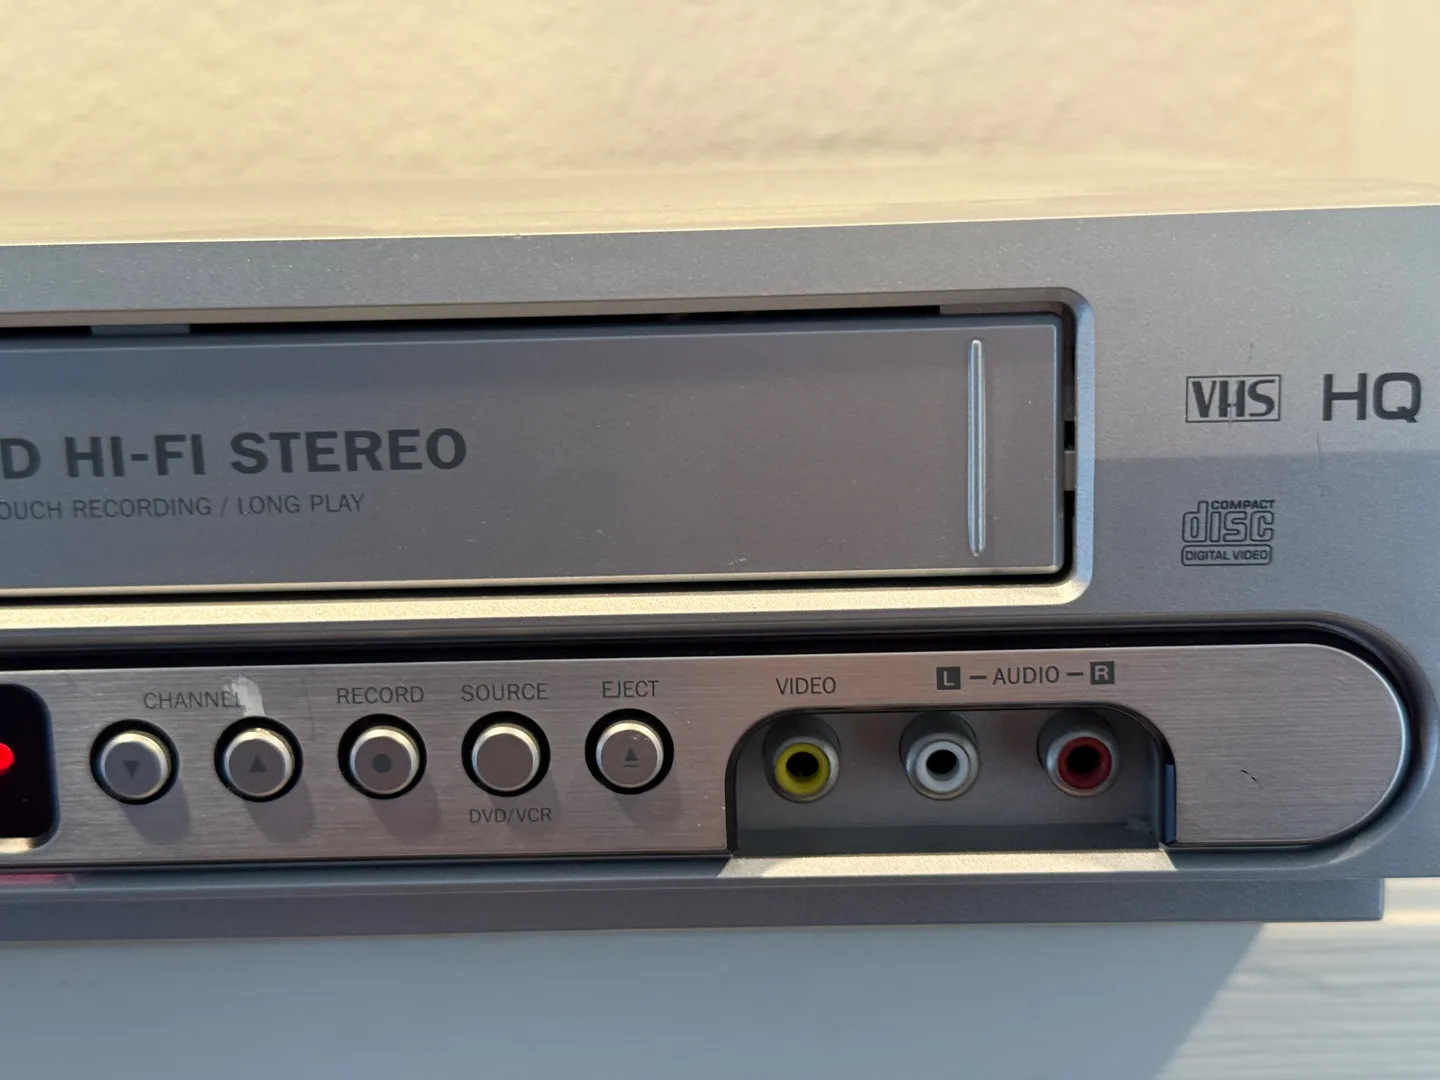 D HI-FI STEREO
OUCH RECORDING / LONG PLAY
VHS HQ
COMPACT
disc
DIGITAL VIDEO
CHANNEL
RECORD
SOURCE
EJECT
VIDEO
L – AUDIO – R
DVD/VCR